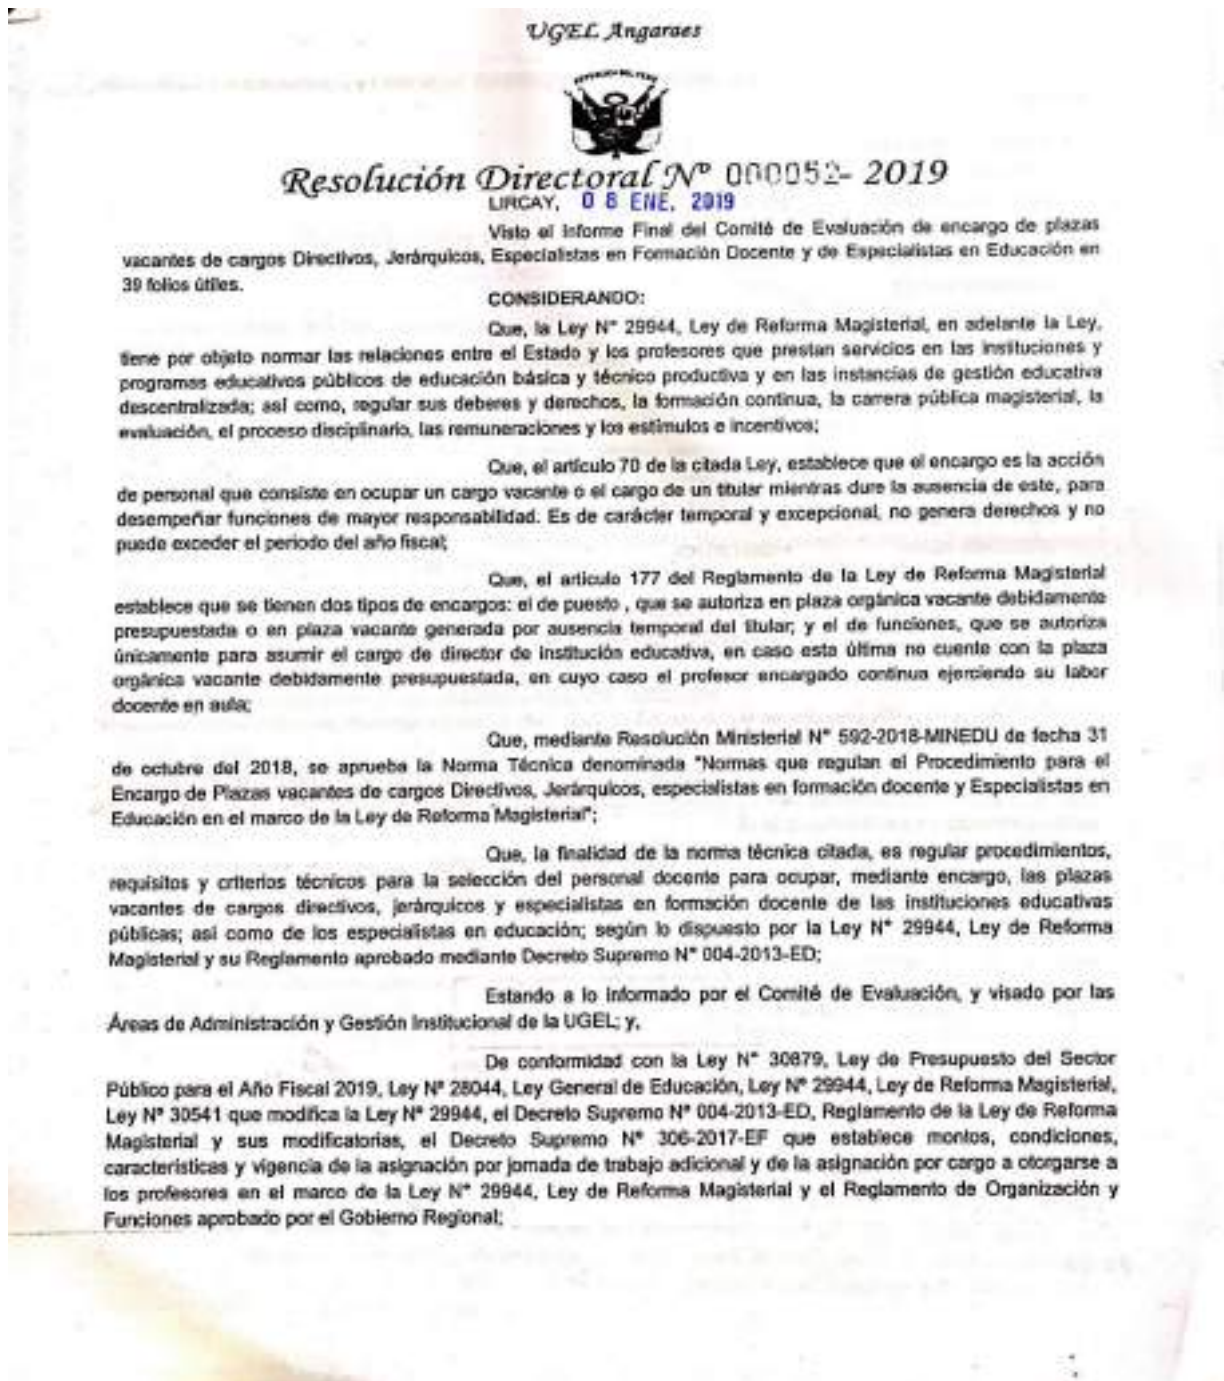 UGEL Angaraes
Resolución Directoral Nº 000052- 2019
LIRCAY, 08 ENE. 2019
Visto el Informe Final del Comité de Evaluación de encargo de plazas
vacantes de cargos Directivos, Jerárquicos, Especialistas en Formación Docente y de Especialistas en Educación en
39 folios útiles.
CONSIDERANDO:
Que, la Ley N° 29944, Ley de Reforma Magisterial, en adelante la Ley,
tiene por objeto normar las relaciones entre el Estado y los profesores que prestan servicios en las instituciones y
programas educativos públicos de educación básica y técnico productiva y en las instancias de gestión educativa
descentralizada; así como, regular sus deberes y derechos, la formación continua, la carrera pública magisterial, la
evaluación, el proceso disciplinario, las remuneraciones y los estímulos e incentivos;
Que, el artículo 70 de la citada Ley, establece que el encargo es la acción
de personal que consiste en ocupar un cargo vacante o el cargo de un titular mientras dure la ausencia de este, para
desempeñar funciones de mayor responsabilidad. Es de carácter temporal y excepcional, no genera derechos y no
puede exceder el periodo del año fiscal;
Que, el articulo 177 del Reglamento de la Ley de Reforma Magisterial
establece que se tienen dos tipos de encargos: el de puesto , que se autoriza en plaza orgánica vacante debidamente
presupuestada o en plaza vacante generada por ausencia temporal del titular; y el de funciones, que se autoriza
únicamente para asumir el cargo de director de institución educativa, en caso esta última no cuente con la plaza
orgánica vacante debidamente presupuestada, en cuyo caso el profesor encargado continua ejerciendo su labor
docente en aula;
Que, mediante Resolución Ministerial N° 592-2018-MINEDU de fecha 31
de octubre del 2018, se aprueba la Norma Técnica denominada "Normas que regulan el Procedimiento para el
Encargo de Plazas vacantes de cargos Directivos, Jerárquicos, especialistas en formación docente y Especialistas en
Educación en el marco de la Ley de Reforma Magisterial";
Que, la finalidad de la norma técnica citada, es regular procedimientos,
requisitos y criterios técnicos para la selección del personal docente para ocupar, mediante encargo, las plazas
vacantes de cargos directivos, jerárquicos y especialistas en formación docente de las instituciones educativas
públicas; así como de los especialistas en educación; según lo dispuesto por la Ley N° 29944, Ley de Reforma
Magisterial y su Reglamento aprobado mediante Decreto Supremo N° 004-2013-ED;
Estando a lo Informado por el Comité de Evaluación, y visado por las
Áreas de Administración y Gestión Institucional de la UGEL; y,
De conformidad con la Ley N° 30879, Ley de Presupuesto del Sector
Público para el Año Fiscal 2019, Ley Nº 28044, Ley General de Educación, Ley Nº 29944, Ley de Reforma Magisterial,
Ley Nº 30541 que modifica la Ley Nº 29944, el Decreto Supremo Nº 004-2013-ED, Reglamento de la Ley de Reforma
Magisterial y sus modificatorias, el Decreto Supremo N° 306-2017-EF que establece montos, condiciones,
características y vigencia de la asignación por jornada de trabajo adicional y de la asignación por cargo a otorgarse a
los profesores en el marco de la Ley N° 29944, Ley de Reforma Magisterial y el Reglamento de Organización y
Funciones aprobado por el Gobierno Regional;